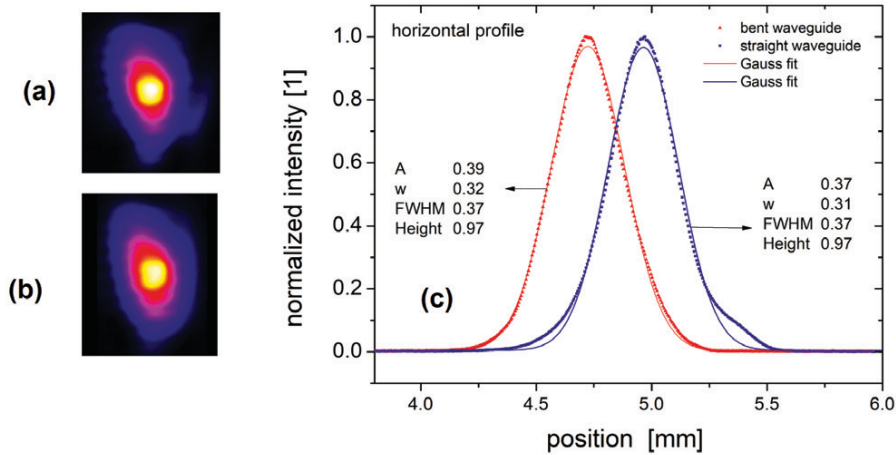 (a)
(b)
horizontal profile
bent waveguide
straight waveguide
Gauss fit
Gauss fit
A 0.39
w 0.32
FWHM 0.37
Height 0.97
A 0.37
w 0.31
FWHM 0.37
Height 0.97
(c)
normalized intensity [1]
1.0
0.8
0.6
0.4
0.2
0.0
4.0 4.5 5.0 5.5 6.0
position [mm]